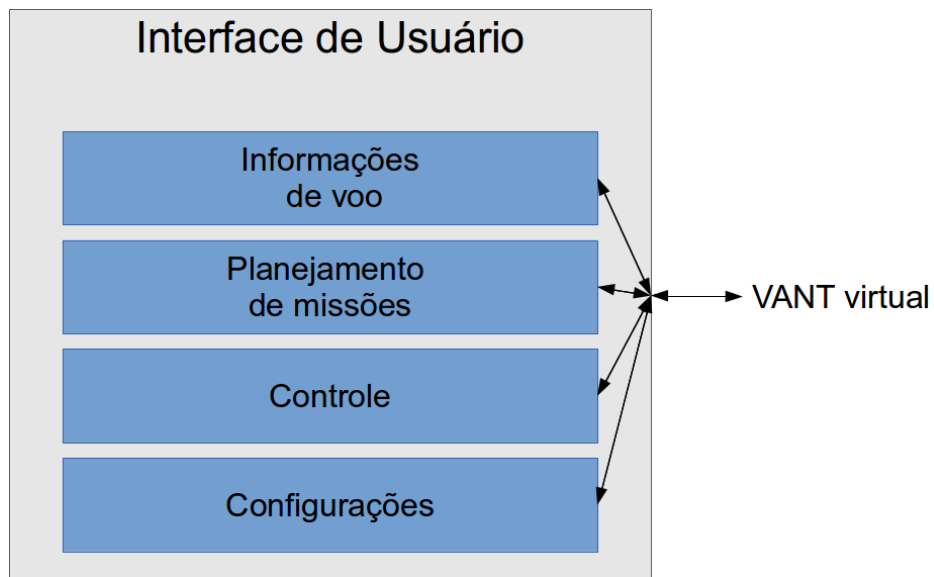 Interface de Usuário
Informações
de voo
Planejamento
de missões
VANT virtual
Controle
Configurações